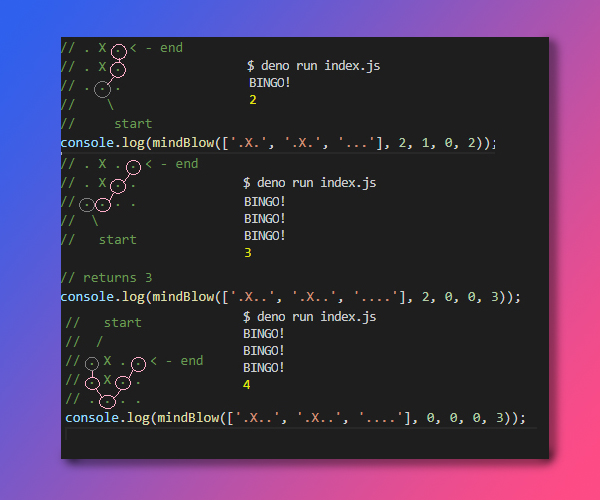 // . X . < - end
// . X .
$ deno run index.js
// . . .
BINGO!
// \
2
// start
console.log(mindBlow(['.X.', '.X.', '...'], 2, 1, 0, 2));
// . X . . < - end
// . X . .
$ deno run index.js
// . . . .
BINGO!
// \
BINGO!
// start
BINGO!
3
// returns 3
console.log(mindBlow(['.X..', '.X..', '....'], 2, 0, 0, 3));
// start
$ deno run index.js
// /
BINGO!
// . X . . < - end
BINGO!
// . X . .
BINGO!
4
// . . . .
console.log(mindBlow(['.X..', '.X..', '....'], 0, 0, 0, 3));